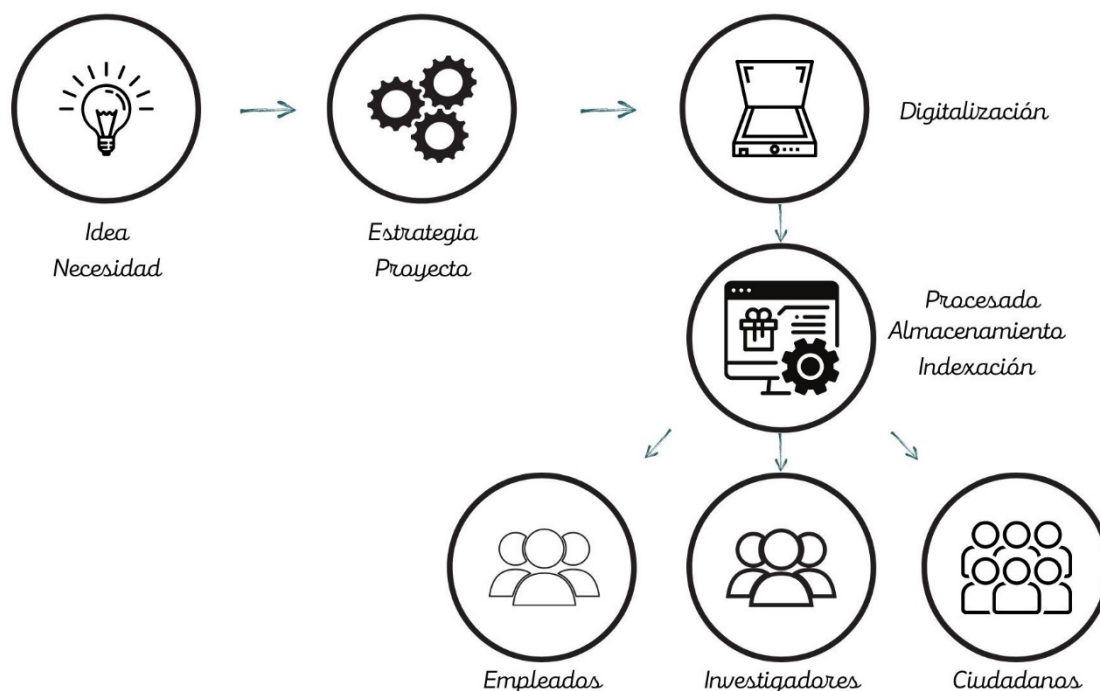 Idea
Necesidad
Estrategia
Proyecto
Digitalización
Procesado
Almacenamiento
Indexación
Empleados
Investigadores
Ciudadanos